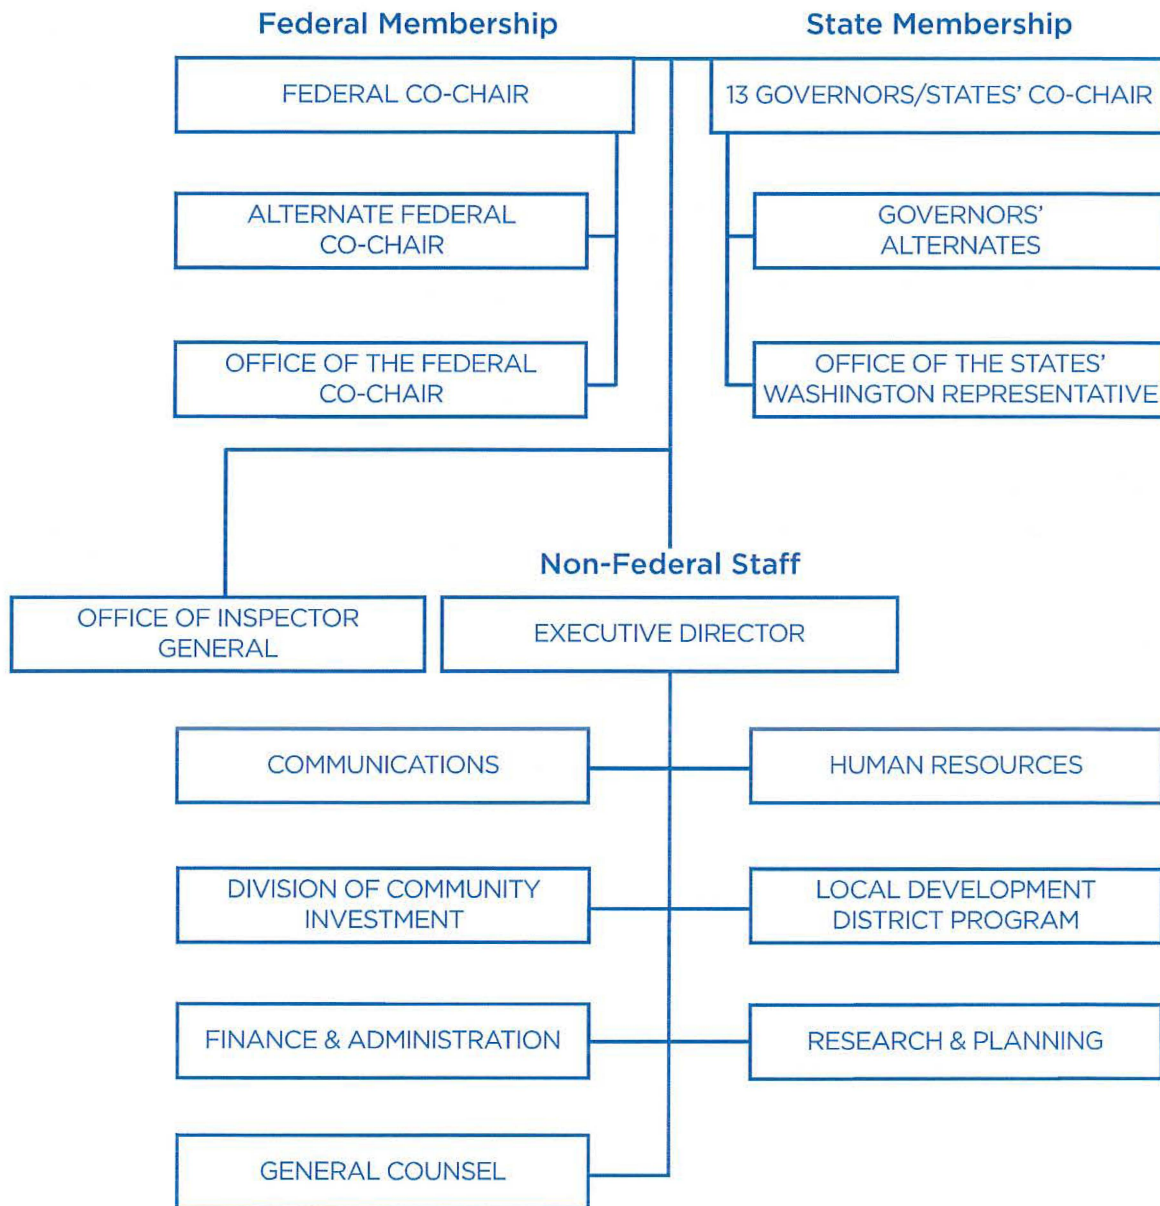 Federal Membership
State Membership
FEDERAL CO-CHAIR
13 GOVERNORS/STATES' CO-CHAIR
ALTERNATE FEDERAL
CO-CHAIR
GOVERNORS'
ALTERNATES
OFFICE OF THE FEDERAL
CO-CHAIR
OFFICE OF THE STATES'
WASHINGTON REPRESENTATIVE
Non-Federal Staff
OFFICE OF INSPECTOR
GENERAL
EXECUTIVE DIRECTOR
COMMUNICATIONS
HUMAN RESOURCES
DIVISION OF COMMUNITY
INVESTMENT
LOCAL DEVELOPMENT
DISTRICT PROGRAM
FINANCE & ADMINISTRATION
RESEARCH & PLANNING
GENERAL COUNSEL